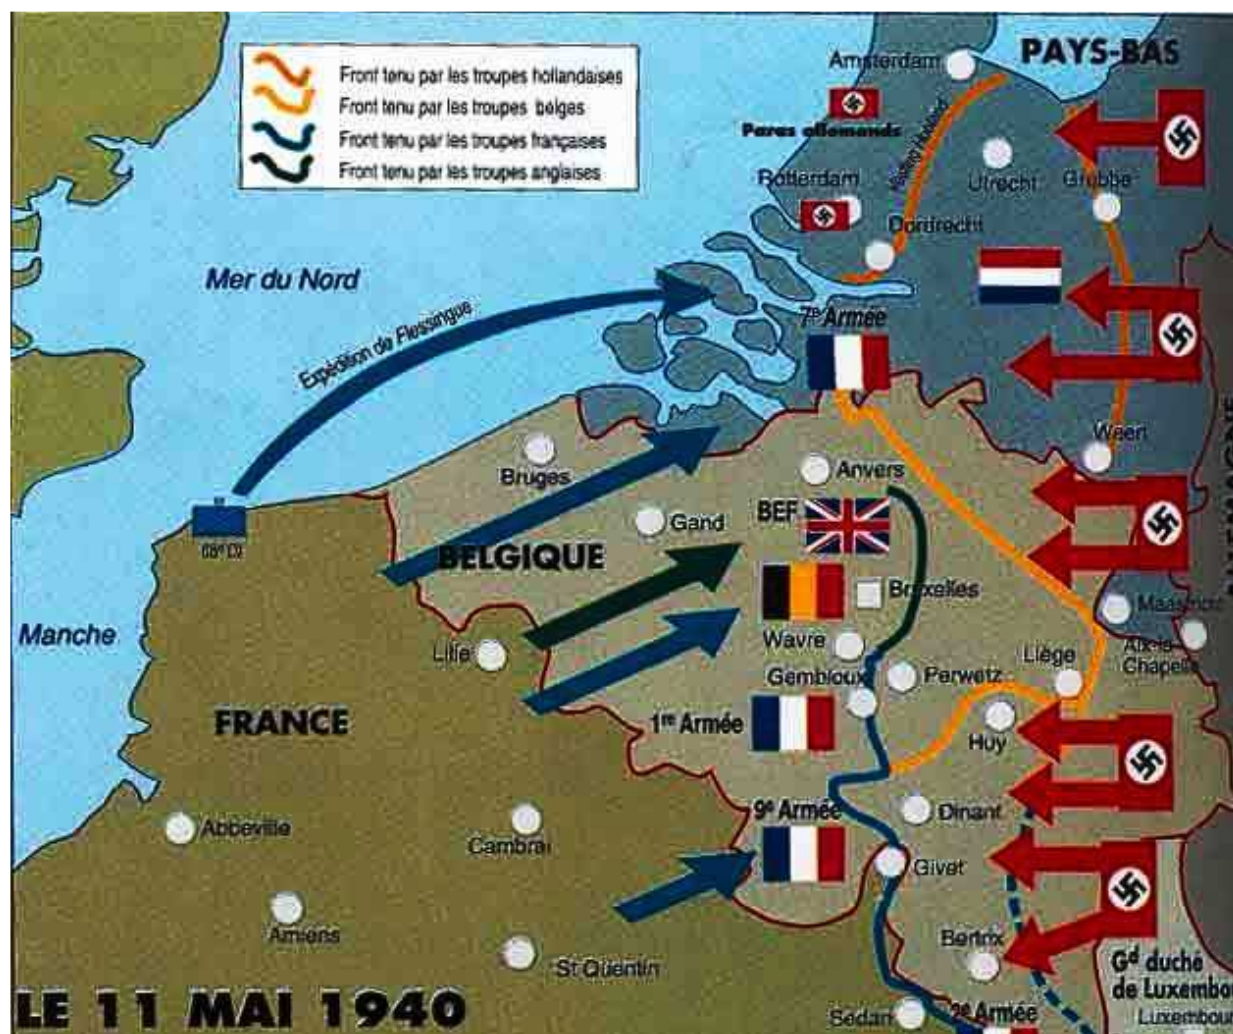 Front tenu par les troupes hollandaises
Front tenu par les troupes belges
Front tenu par les troupes françaises
Front tenu par les troupes anglaises
Amsterdam
PAYS-BAS
Paras allemands
Rotterdam
Utrecht
Grebbe
Dordrecht
Mer du Nord
Expédition de Flessingue
7e Armée
Weert
Bruges
Anvers
Gand
BEF
BELGIQUE
Bruxelles
Maastricht
Manche
Lille
Wavre
Aix-la-
Chapelle
Liège
Gembloux
Perwetz
FRANCE
1re Armée
Huy
9e Armée
Dinant
Abbeville
Cambrai
Givet
Amiens
Bertrix
St Quentin
Gd duché
de Luxembou
Luxembour
LE 11 MAI 1940
Sedan
2e Armée